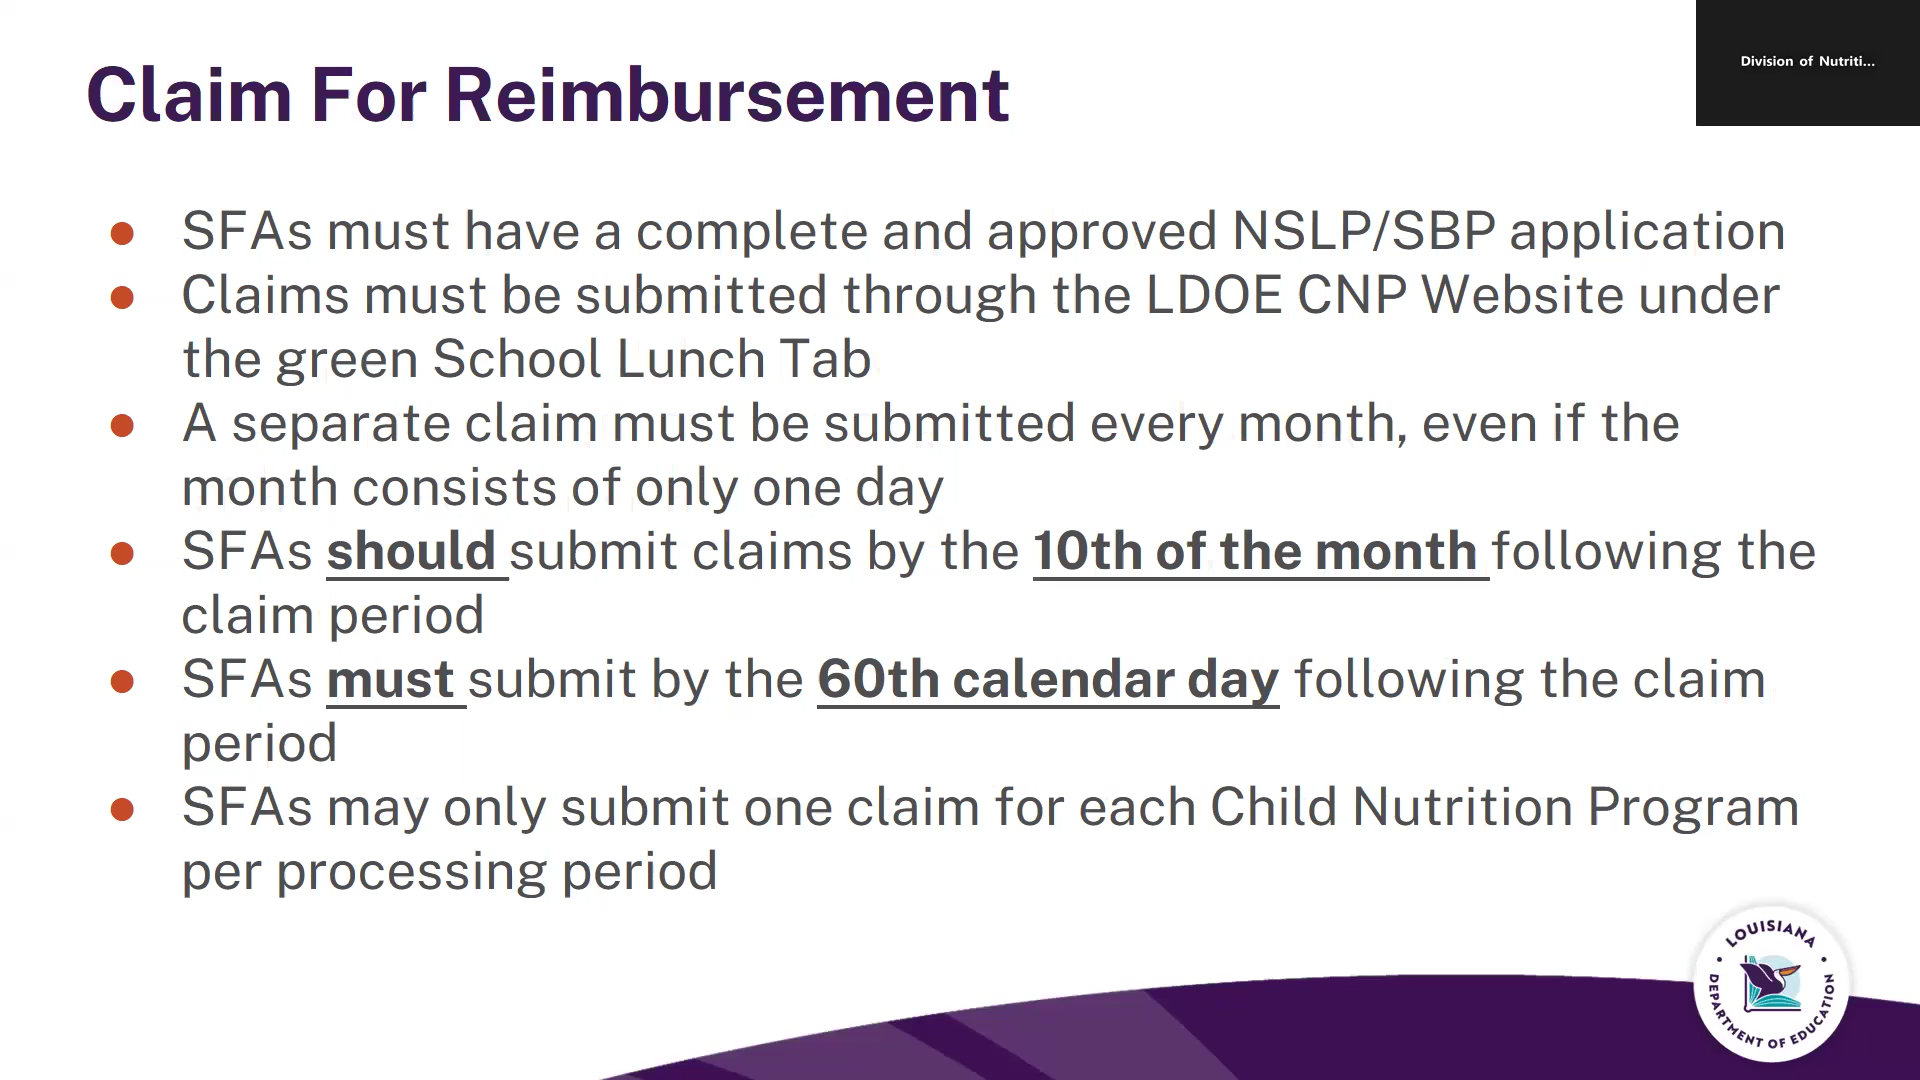 Claim For Reimbursement
Division of Nutriti...
● SFAs must have a complete and approved NSLP/SBP application
● Claims must be submitted through the LDOE CNP Website under
the green School Lunch Tab
● A separate claim must be submitted every month, even if the
month consists of only one day
● SFAs should submit claims by the 10th of the month following the
claim period
● SFAs must submit by the 60th calendar day following the claim
period
● SFAs may only submit one claim for each Child Nutrition Program
per processing period
LOUISIANA
DEPARTMENT OF EDUCATION